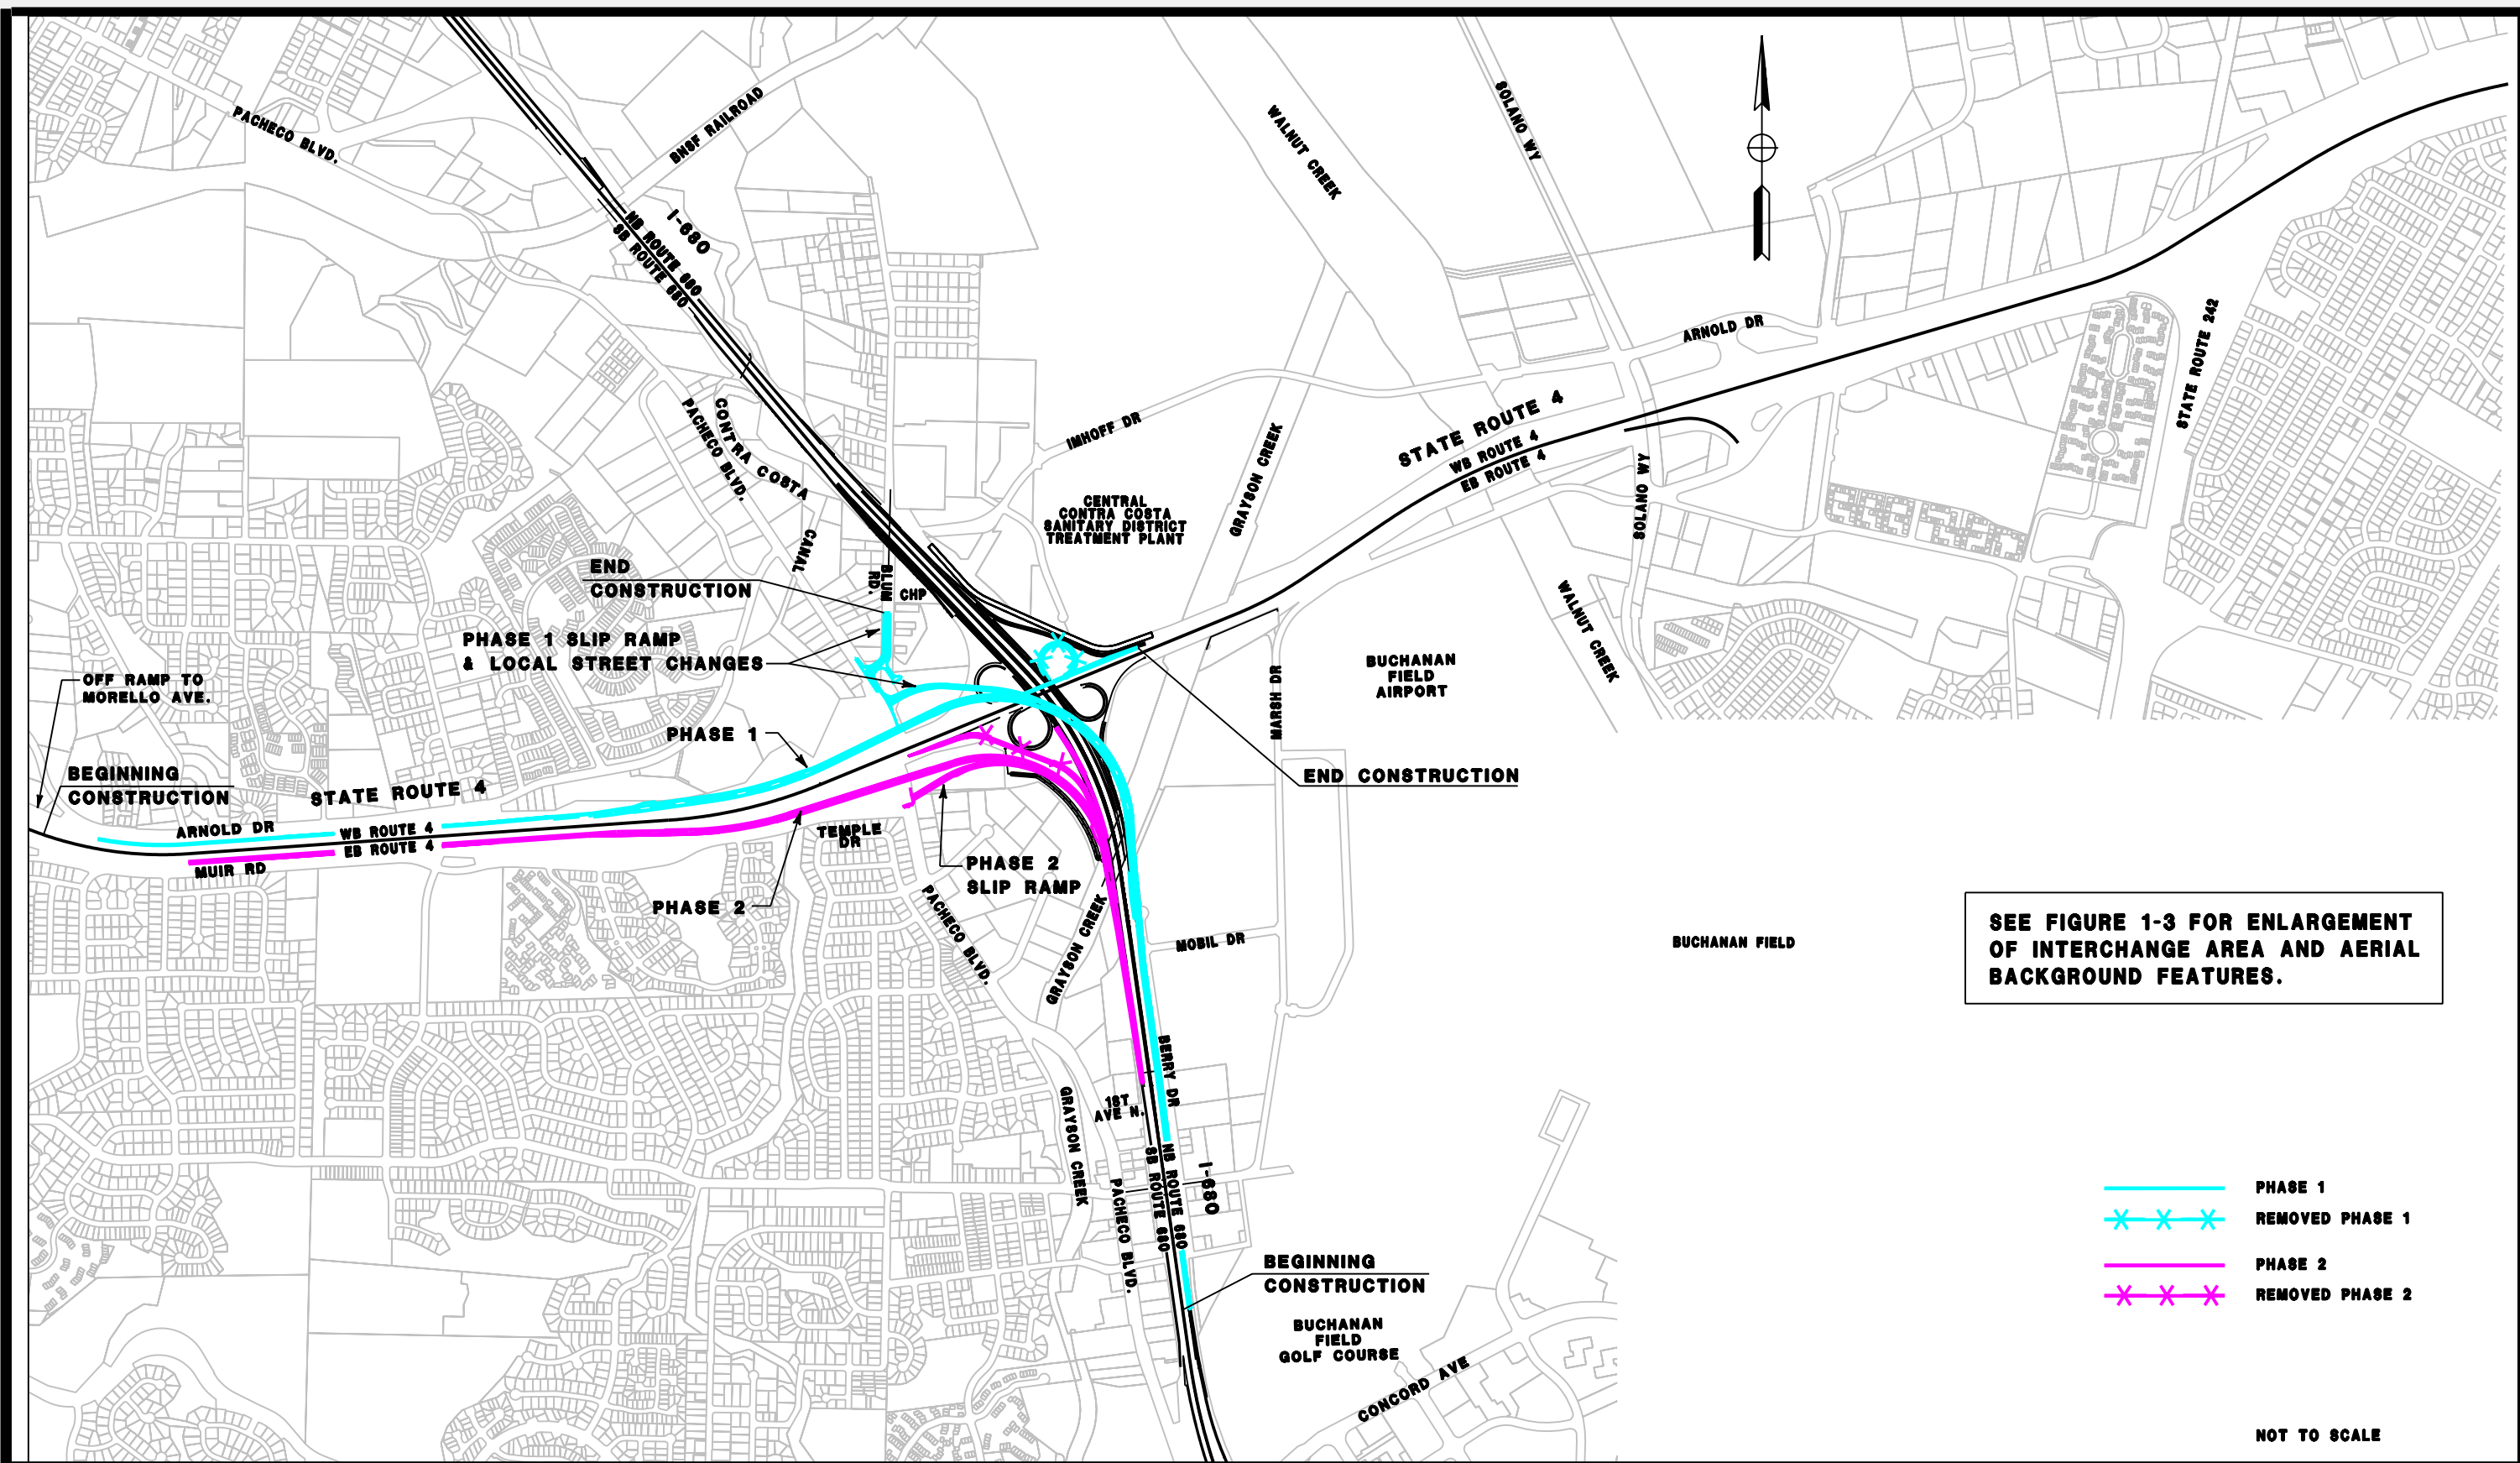 PACHECO BLVD.
BNSF RAILROAD
WALNUT CREEK
SOLANO WY
I-680
NB ROUTE 680
SB ROUTE 680
ARNOLD DR
STATE ROUTE 242
CONTRA COSTA
CANAL
PACHECO BLVD.
IMHOFF DR
GRAYSON CREEK
STATE ROUTE 4
WB ROUTE 4
EB ROUTE 4
SOLANO WY
CENTRAL
CONTRA COSTA
SANITARY DISTRICT
TREATMENT PLANT
END
CONSTRUCTION
BLUM
RD.
CHP
WALNUT CREEK
PHASE 1 SLIP RAMP
& LOCAL STREET CHANGES
OFF RAMP TO
MORELLO AVE.
BUCHANAN
FIELD
AIRPORT
MARSH DR
PHASE 1
BEGINNING
CONSTRUCTION
STATE ROUTE 4
END CONSTRUCTION
ARNOLD DR
WB ROUTE 4
EB ROUTE 4
MUIR RD
TEMPLE
DR
PHASE 2
SLIP RAMP
PHASE 2
PACHECO BLVD.
GRAYSON CREEK
MOBIL DR
BUCHANAN FIELD
SEE FIGURE 1-3 FOR ENLARGEMENT
OF INTERCHANGE AREA AND AERIAL
BACKGROUND FEATURES.
BERRY DR
1ST
AVE N.
GRAYSON CREEK
PACHECO BLVD.
SB ROUTE 680
NB ROUTE 680
I-680
BEGINNING
CONSTRUCTION
BUCHANAN
FIELD
GOLF COURSE
CONCORD AVE
PHASE 1
REMOVED PHASE 1
PHASE 2
REMOVED PHASE 2
NOT TO SCALE